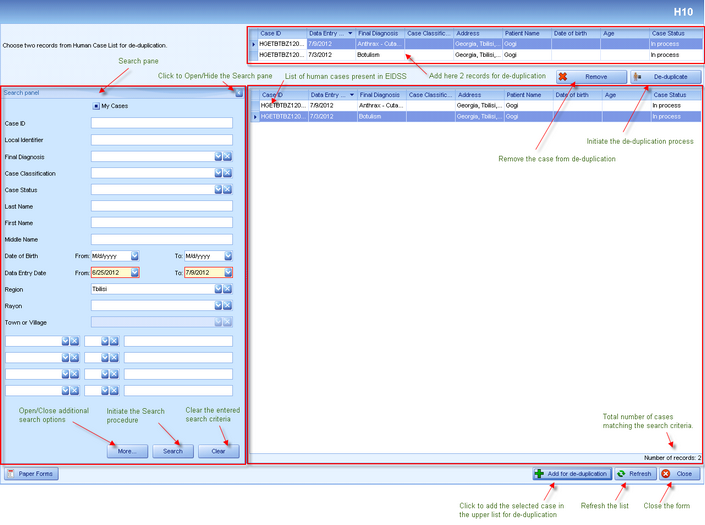 H10
Choose two records from Human Case List for de-duplication.
Case ID Data Entry ... Final Diagnosis Case Classific... Address Patient Name Date of birth Age Case Status
HGETBTBZ120... 7/9/2012 Anthrax - Cuta... Georgia, Tbilisi,... Gogi In process
HGETBTBZ120... 7/3/2012 Botulism Georgia, Tbilisi,... Gogi In process
Search pane
Click to Open/Hide the Search pane
List of human cases present in EIDSS
Add here 2 records for de-duplication
Remove
De-duplicate
Search panel
My Cases
Case ID
Local Identifier
Final Diagnosis
Case Classification
Case Status
Last Name
First Name
Middle Name
Date of Birth From: M/d/yyyy To: M/d/yyyy
Data Entry Date From: 6/25/2012 To: 7/9/2012
Region Tbilisi
Rayon
Town or Village
Case ID Data Entry ... Final Diagnosis Case Classific... Address Patient Name Date of birth Age Case Status
HGETBTBZ120... 7/9/2012 Anthrax - Cuta... Georgia, Tbilisi,... Gogi In process
HGETBTBZ120... 7/3/2012 Botulism Georgia, Tbilisi,... Gogi In process
Initiate the de-duplication process
Remove the case from de-duplication
Open/Close additional
search options
Initiate the Search
procedure
Clear the entered
search criteria
More...
Search
Clear
Total number of cases
matching the search criteria.
Number of records: 2
Paper Forms
Add for de-duplication
Refresh
Close
Click to add the selected case in
the upper list for de-duplication
Refresh the list
Close the form